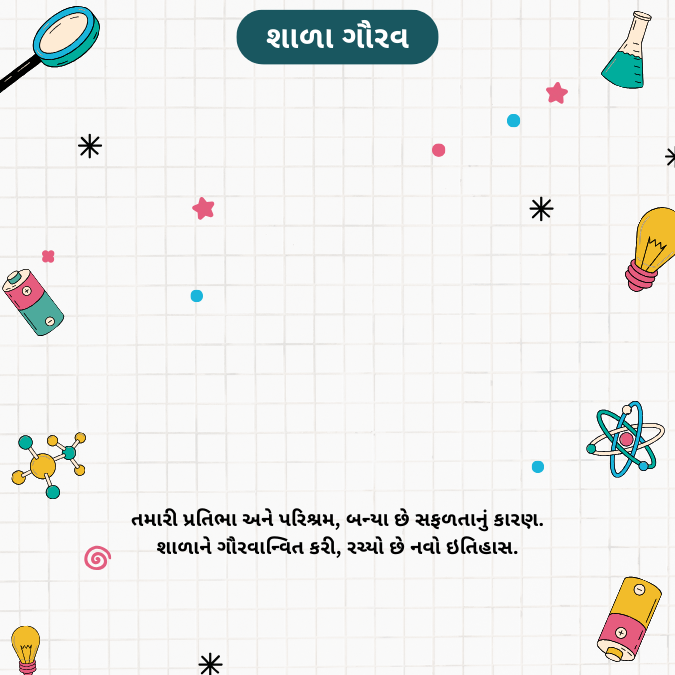 શાળા ગૌરવ
તમારી પ્રતિભા અને પરિશ્રમ, બન્યા છે સફળતાનું કારણ.
શાળાને ગૌરવાન્વિત કરી, રચ્યો છે નવો ઇતિહાસ.